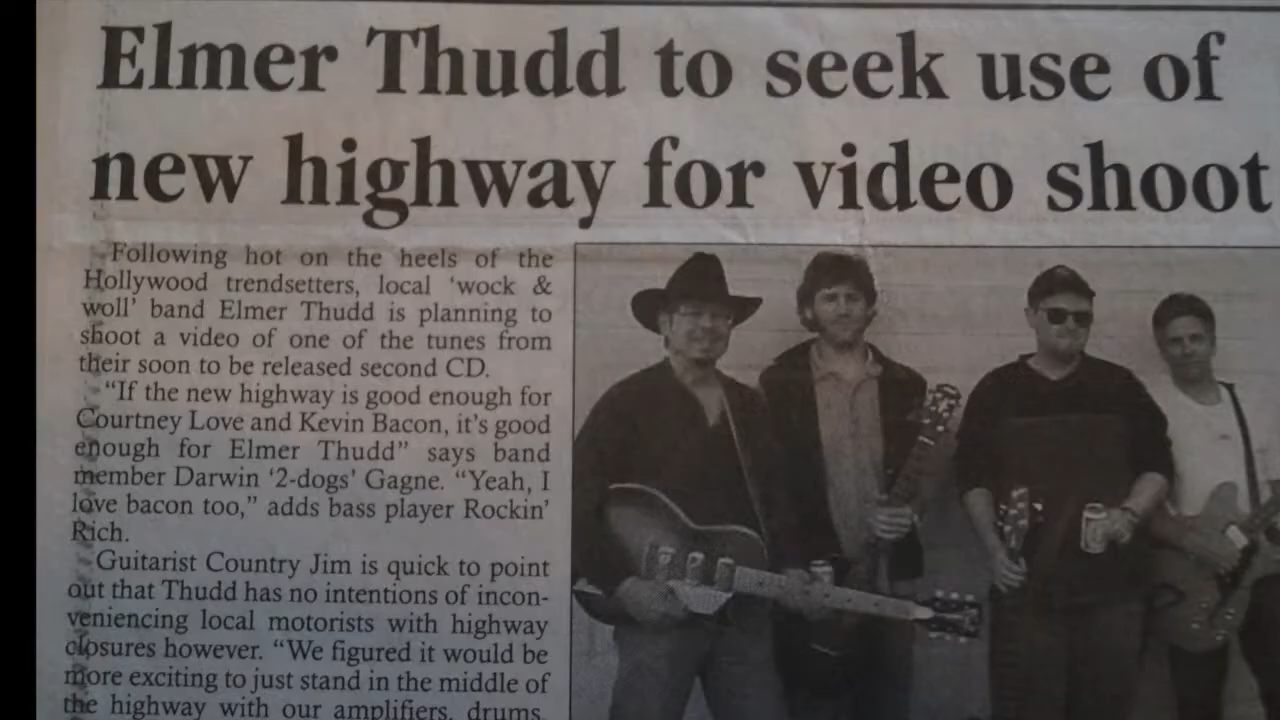 Elmer Thudd to seek use of
new highway for video shoot
Following hot on the heels of the
Hollywood trendsetters, local 'wock &
woll' band Elmer Thudd is planning to
shoot a video of one of the tunes from
their soon to be released second CD.
"If the new highway is good enough for
Courtney Love and Kevin Bacon, it's good
enough for Elmer Thudd" says band
member Darwin '2-dogs' Gagne. "Yeah, I
love bacon too," adds bass player Rockin'
Rich.
Guitarist Country Jim is quick to point
out that Thudd has no intentions of incon-
veniencing local motorists with highway
closures however. "We figured it would be
more exciting to just stand in the middle of
the highway with our amplifiers, drums,